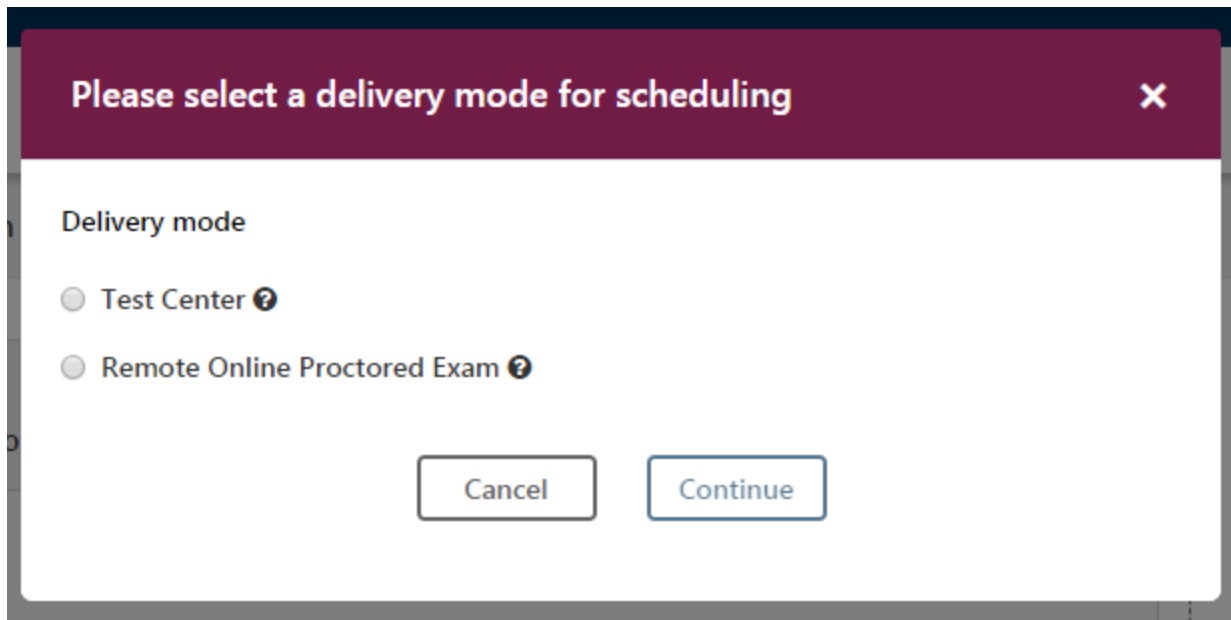 Please select a delivery mode for scheduling
Delivery mode
Test Center
Remote Online Proctored Exam
Cancel Continue